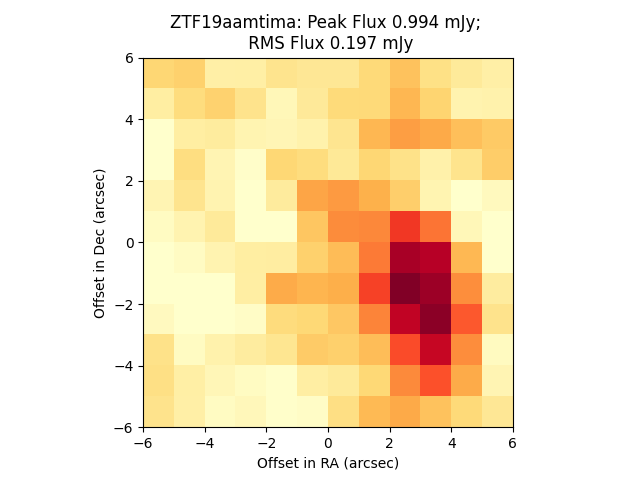 ZTF19aamtima: Peak Flux 0.994 mJy;
RMS Flux 0.197 mJy
6
4
2
0
−2
−4
−6
Offset in Dec (arcsec)
−6 −4 −2 0 2 4 6
Offset in RA (arcsec)